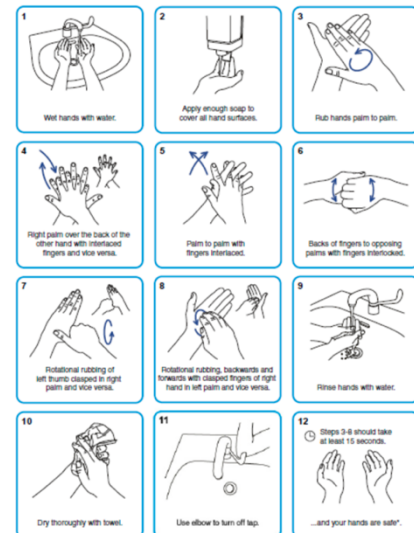 1
Wet hands with water.
2
Apply enough soap to
cover all hand surfaces.
3
Rub hands palm to palm.
4
Right palm over the back of the
other hand with interlaced
fingers and vice versa.
5
Palm to palm with
fingers interlaced.
6
Backs of fingers to opposing
palms with fingers interlocked.
7
Rotational rubbing of
left thumb clasped in right
palm and vice versa.
8
Rotational rubbing, backwards and
forwards with clasped fingers of right
hand in left palm and vice versa.
9
Rinse hands with water.
10
Dry thoroughly with towel.
11
Use elbow to turn off tap.
12
Steps 3-8 should take
at least 15 seconds.
...and your hands are safe*.